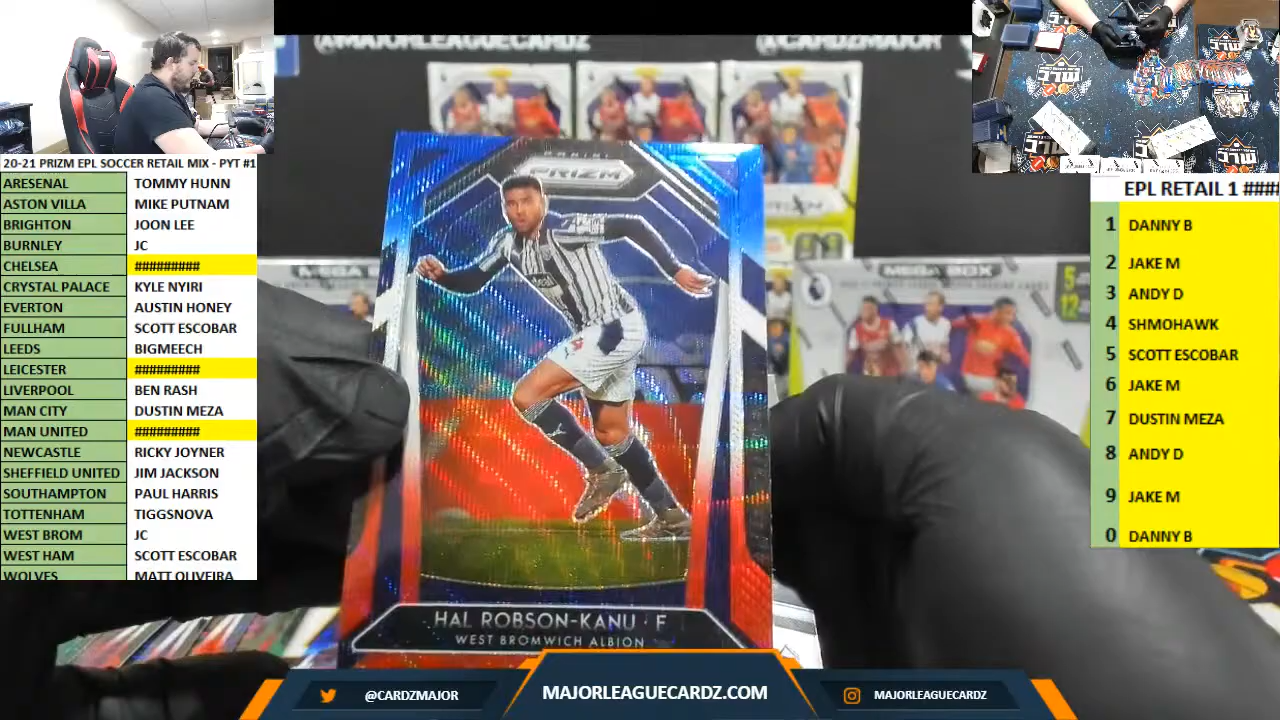 @MAJORLEAGUECARDZ
@CARDZMAJOR
20-21 PRIZM EPL SOCCER RETAIL MIX - PYT #1
ARESENAL TOMMY HUNN
ASTON VILLA MIKE PUTNAM
BRIGHTON JOON LEE
BURNLEY JC
CHELSEA #########
CRYSTAL PALACE KYLE NYIRI
EVERTON AUSTIN HONEY
FULLHAM SCOTT ESCOBAR
LEEDS BIGMEECH
LEICESTER #########
LIVERPOOL BEN RASH
MAN CITY DUSTIN MEZA
MAN UNITED #########
NEWCASTLE RICKY JOYNER
SHEFFIELD UNITED JIM JACKSON
SOUTHAMPTON PAUL HARRIS
TOTTENHAM TIGGSNOVA
WEST BROM JC
WEST HAM SCOTT ESCOBAR
WOLVES MATT OLIVEIRA
PANINI
PRIZM
HAL ROBSON-KANU · F
WEST BROMWICH ALBION
MEGA BOX
MEGA BOX
5
12
EPL RETAIL 1 ####
1 DANNY B
2 JAKE M
3 ANDY D
4 SHMOHAWK
5 SCOTT ESCOBAR
6 JAKE M
7 DUSTIN MEZA
8 ANDY D
9 JAKE M
0 DANNY B
@CARDZMAJOR
MAJORLEAGUECARDZ.COM
MAJORLEAGUECARDZ